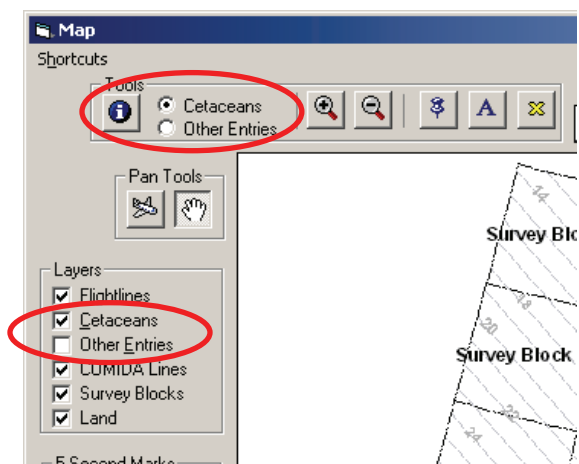 Map
Shortcuts
Tools
Cetaceans
Other Entries
A
Pan Tools
14
Survey Blo
18
Layers
Flightlines
Cetaceans
20
Other Entries
Survey Block
COMIDA Lines
Survey Blocks
22
Land
24
5 Second Marks